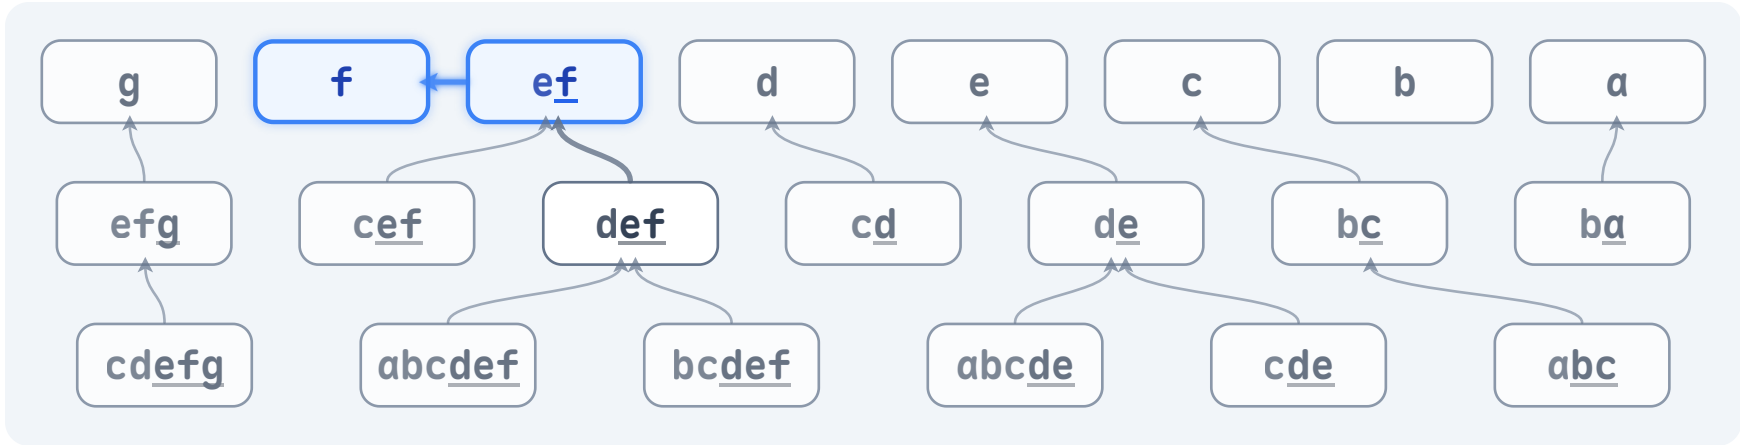 g f ef d e c b a
efg cef def cd de bc ba
cdefg abcdef bcdef abcde cde abc